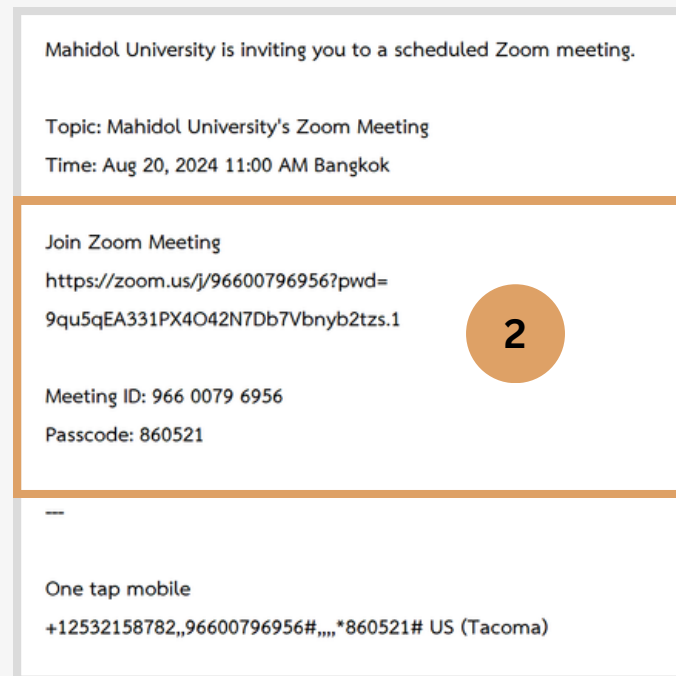 Mahidol University is inviting you to a scheduled Zoom meeting.
Topic: Mahidol University's Zoom Meeting
Time: Aug 20, 2024 11:00 AM Bangkok
Join Zoom Meeting
https://zoom.us/j/96600796956?pwd=
9qu5qEA331PX4O42N7Db7Vbnyb2tzs.1
2
Meeting ID: 966 0079 6956
Passcode: 860521
---
One tap mobile
+12532158782,,96600796956#,,,,*860521# US (Tacoma)